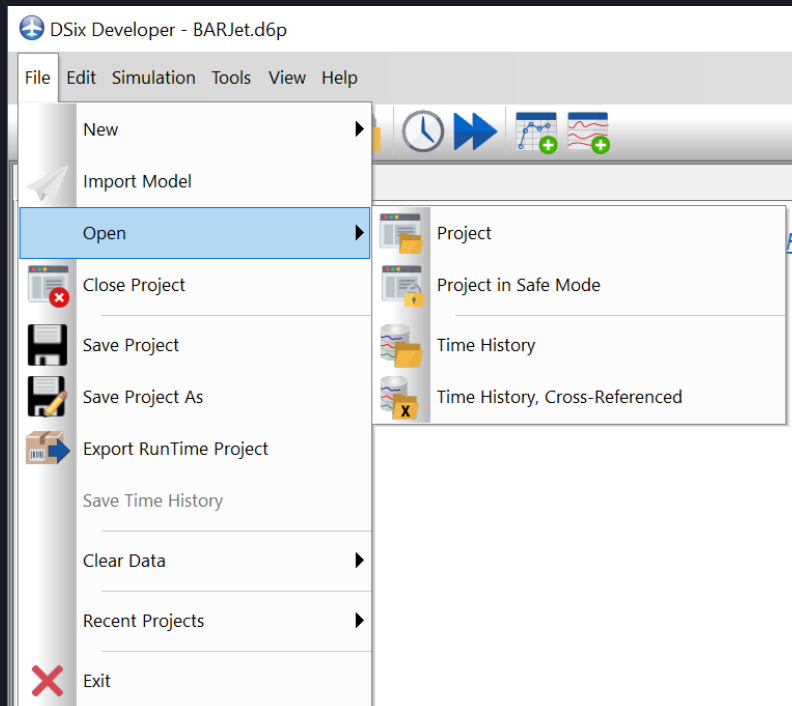 DSix Developer - BARJet.d6p
File Edit Simulation Tools View Help
New
Import Model
Open
Close Project
Save Project
Save Project As
Export RunTime Project
Save Time History
Clear Data
Recent Projects
Exit
Project
Project in Safe Mode
Time History
Time History, Cross-Referenced
X